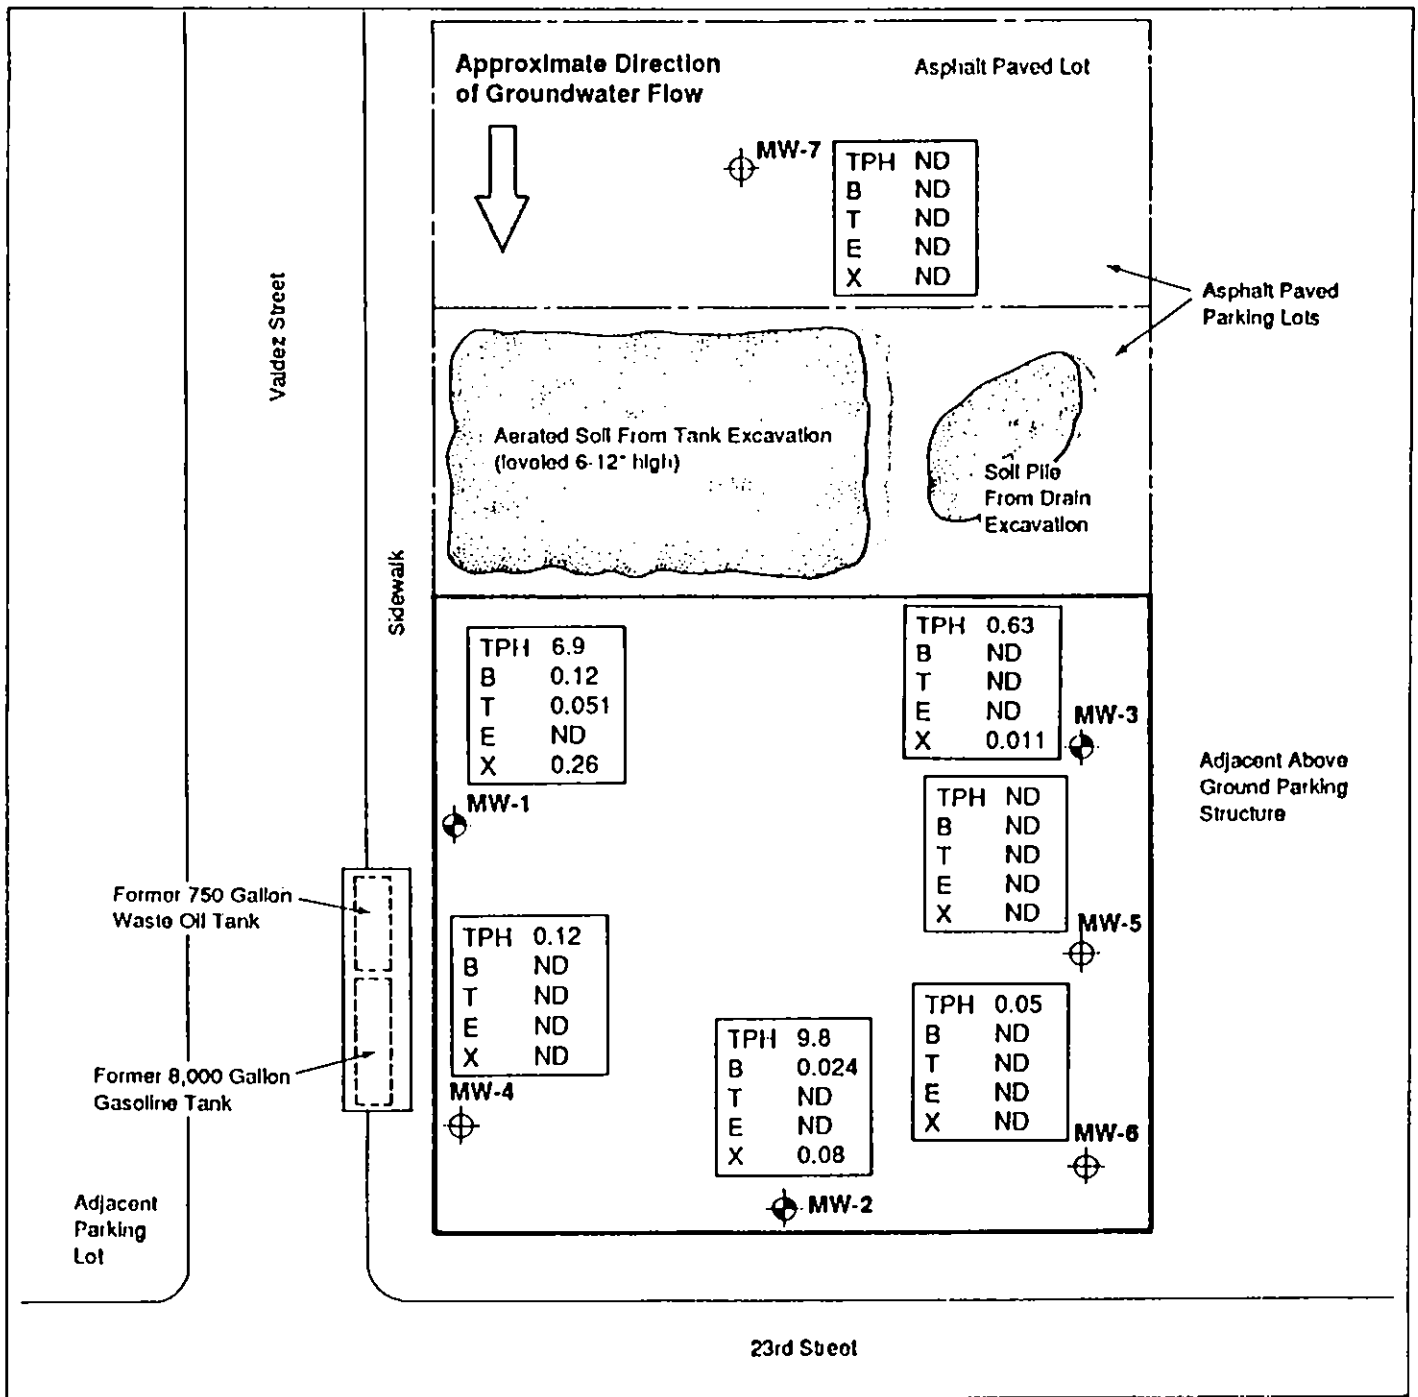 Approximate Direction
of Groundwater Flow
Asphalt Paved Lot
MW-7
TPH ND
B ND
T ND
E ND
X ND
Asphalt Paved
Parking Lots
Valdez Street
Aerated Soil From Tank Excavation
(leveled 6-12" high)
Soil Pile
From Drain
Excavation
Sidewalk
TPH 6.9
B 0.12
T 0.051
E ND
X 0.26
MW-1
TPH 0.63
B ND
T ND
E ND
X 0.011
MW-3
Adjacent Above
Ground Parking
Structure
TPH ND
B ND
T ND
E ND
X ND
MW-5
Former 750 Gallon
Waste Oil Tank
TPH 0.12
B ND
T ND
E ND
X ND
MW-4
Former 8,000 Gallon
Gasoline Tank
TPH 9.8
B 0.024
T ND
E ND
X 0.08
MW-2
TPH 0.05
B ND
T ND
E ND
X ND
MW-6
Adjacent
Parking
Lot
23rd Street